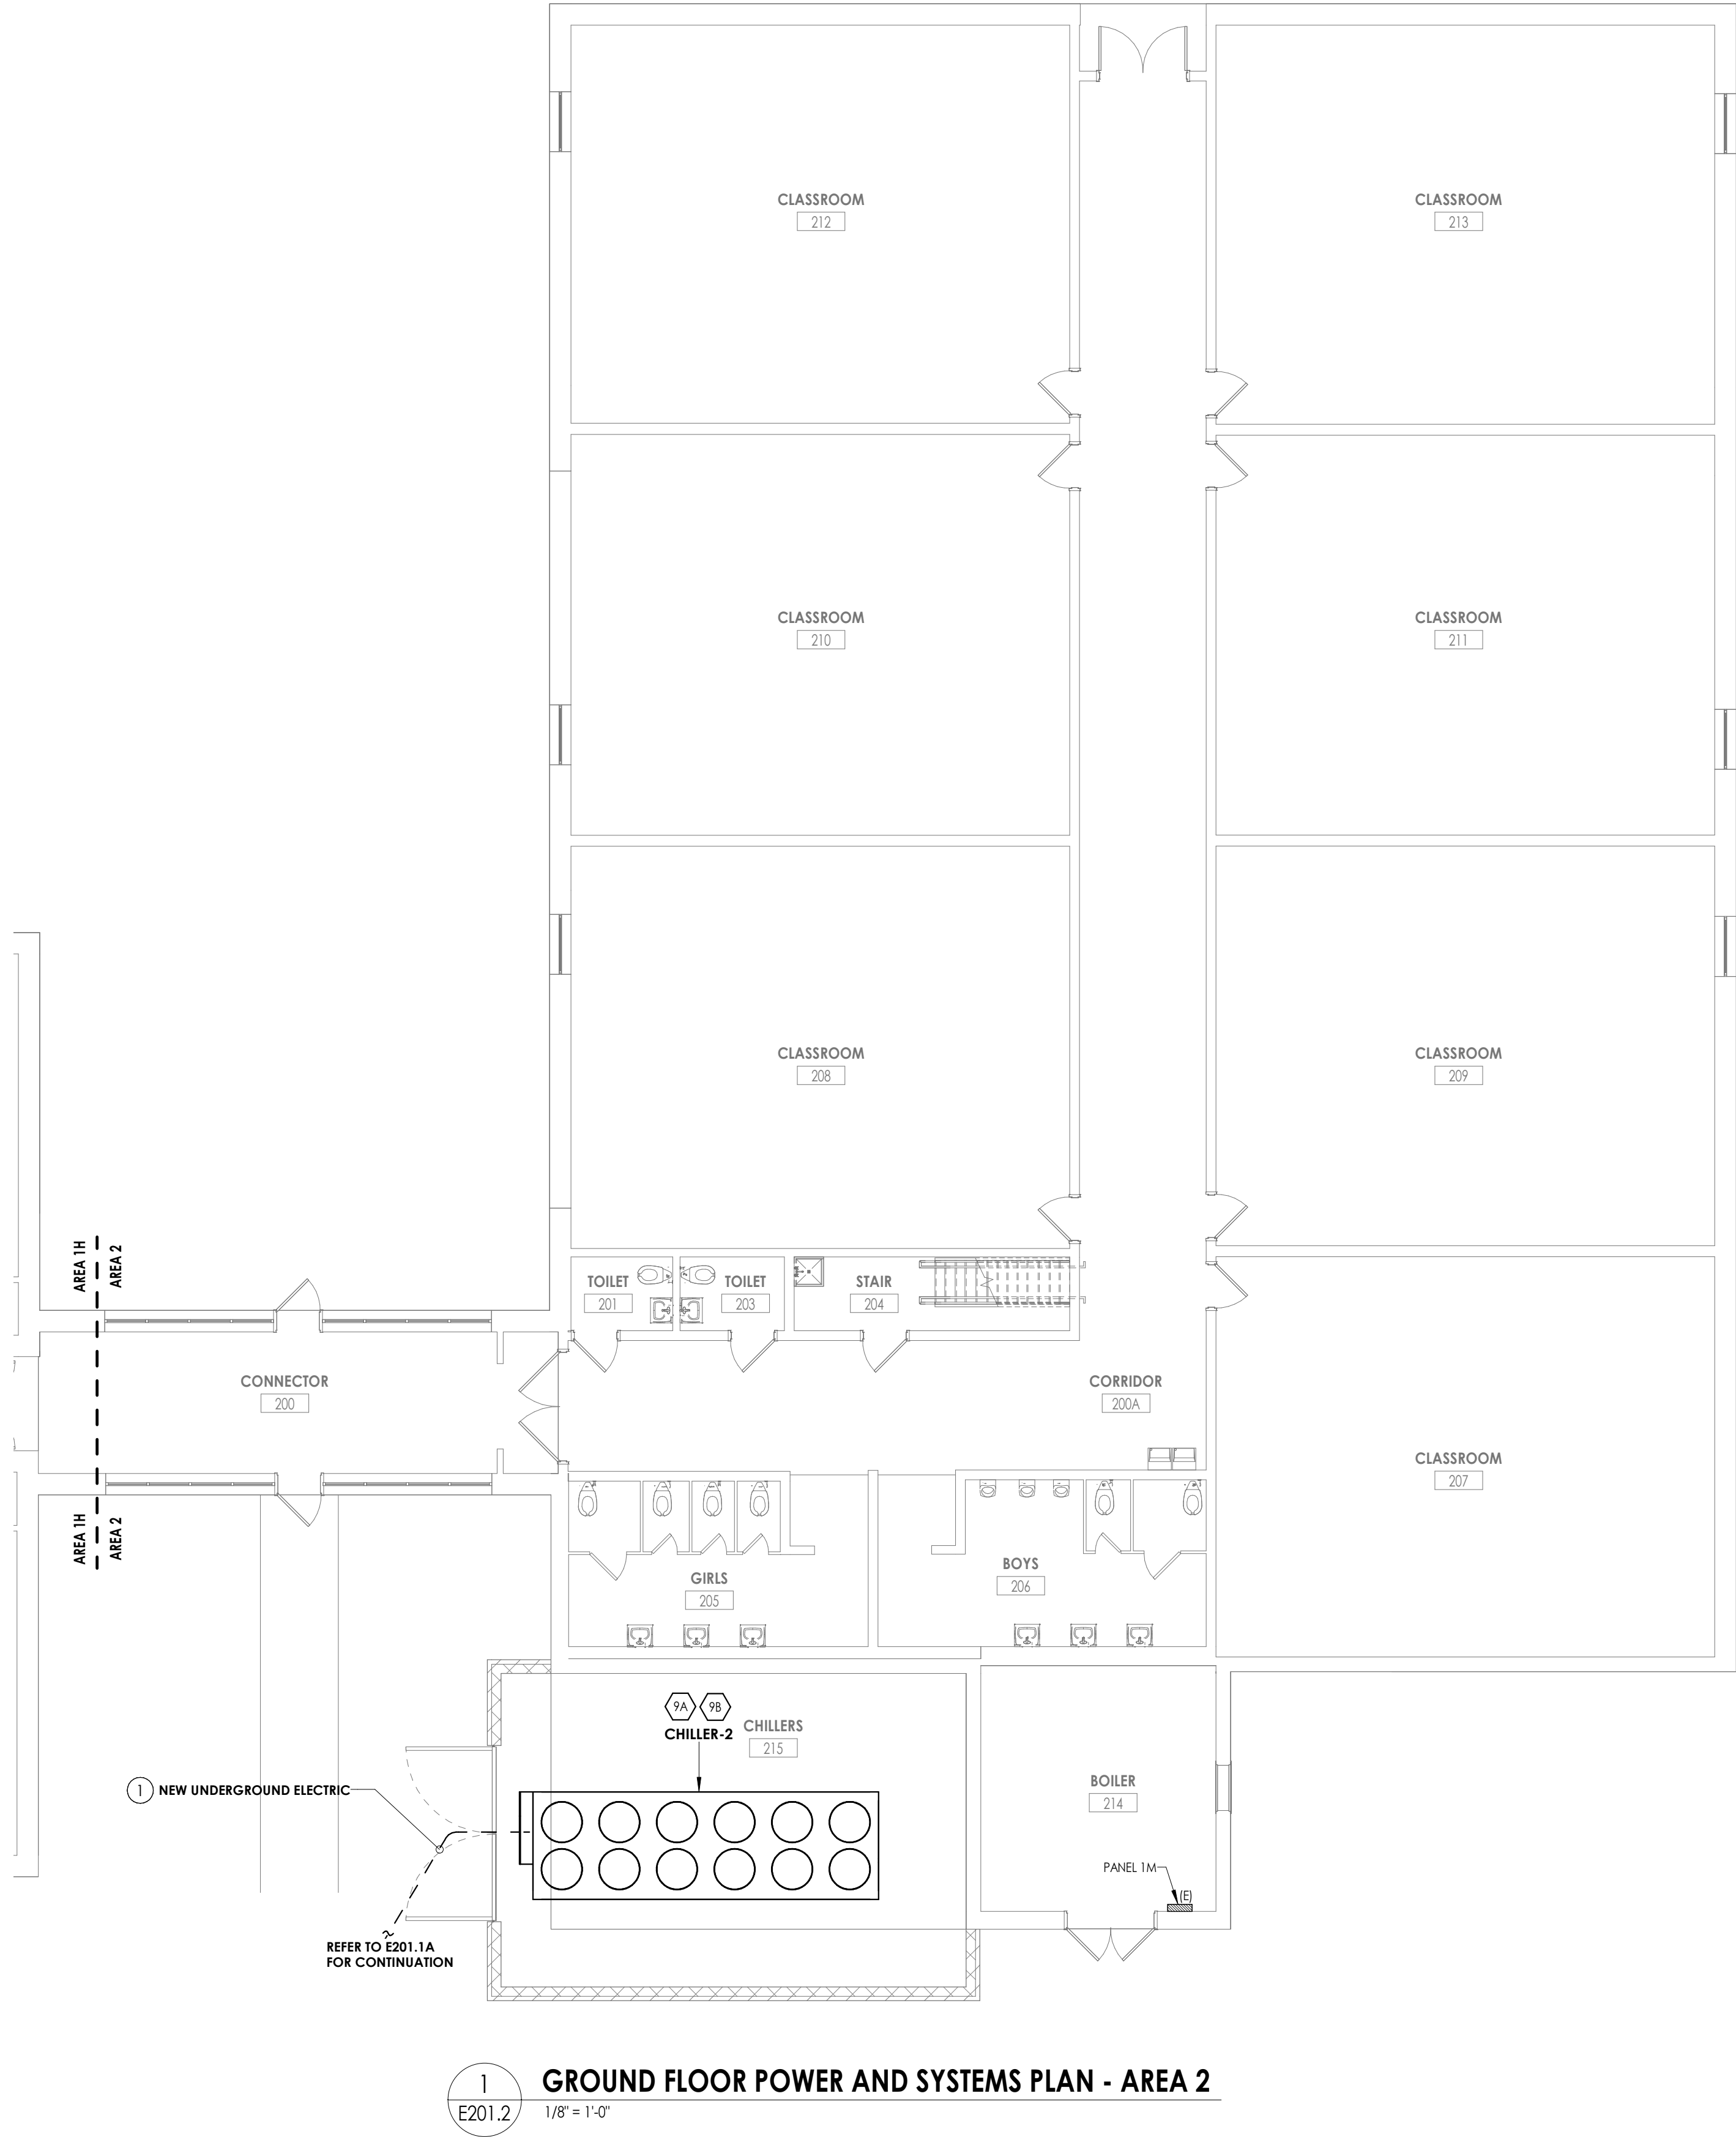 CLASSROOM
212
CLASSROOM
213
CLASSROOM
210
CLASSROOM
211
CLASSROOM
208
CLASSROOM
209
AREA 1H
AREA 2
TOILET
201
TOILET
203
STAIR
204
CONNECTOR
200
CORRIDOR
200A
CLASSROOM
207
AREA 1H
AREA 2
GIRLS
205
BOYS
206
9A
9B
CHILLER-2
CHILLERS
215
1 NEW UNDERGROUND ELECTRIC
BOILER
214
PANEL 1M
(E)
REFER TO E201.1A
FOR CONTINUATION
1
E201.2
GROUND FLOOR POWER AND SYSTEMS PLAN - AREA 2
1/8" = 1'-0"